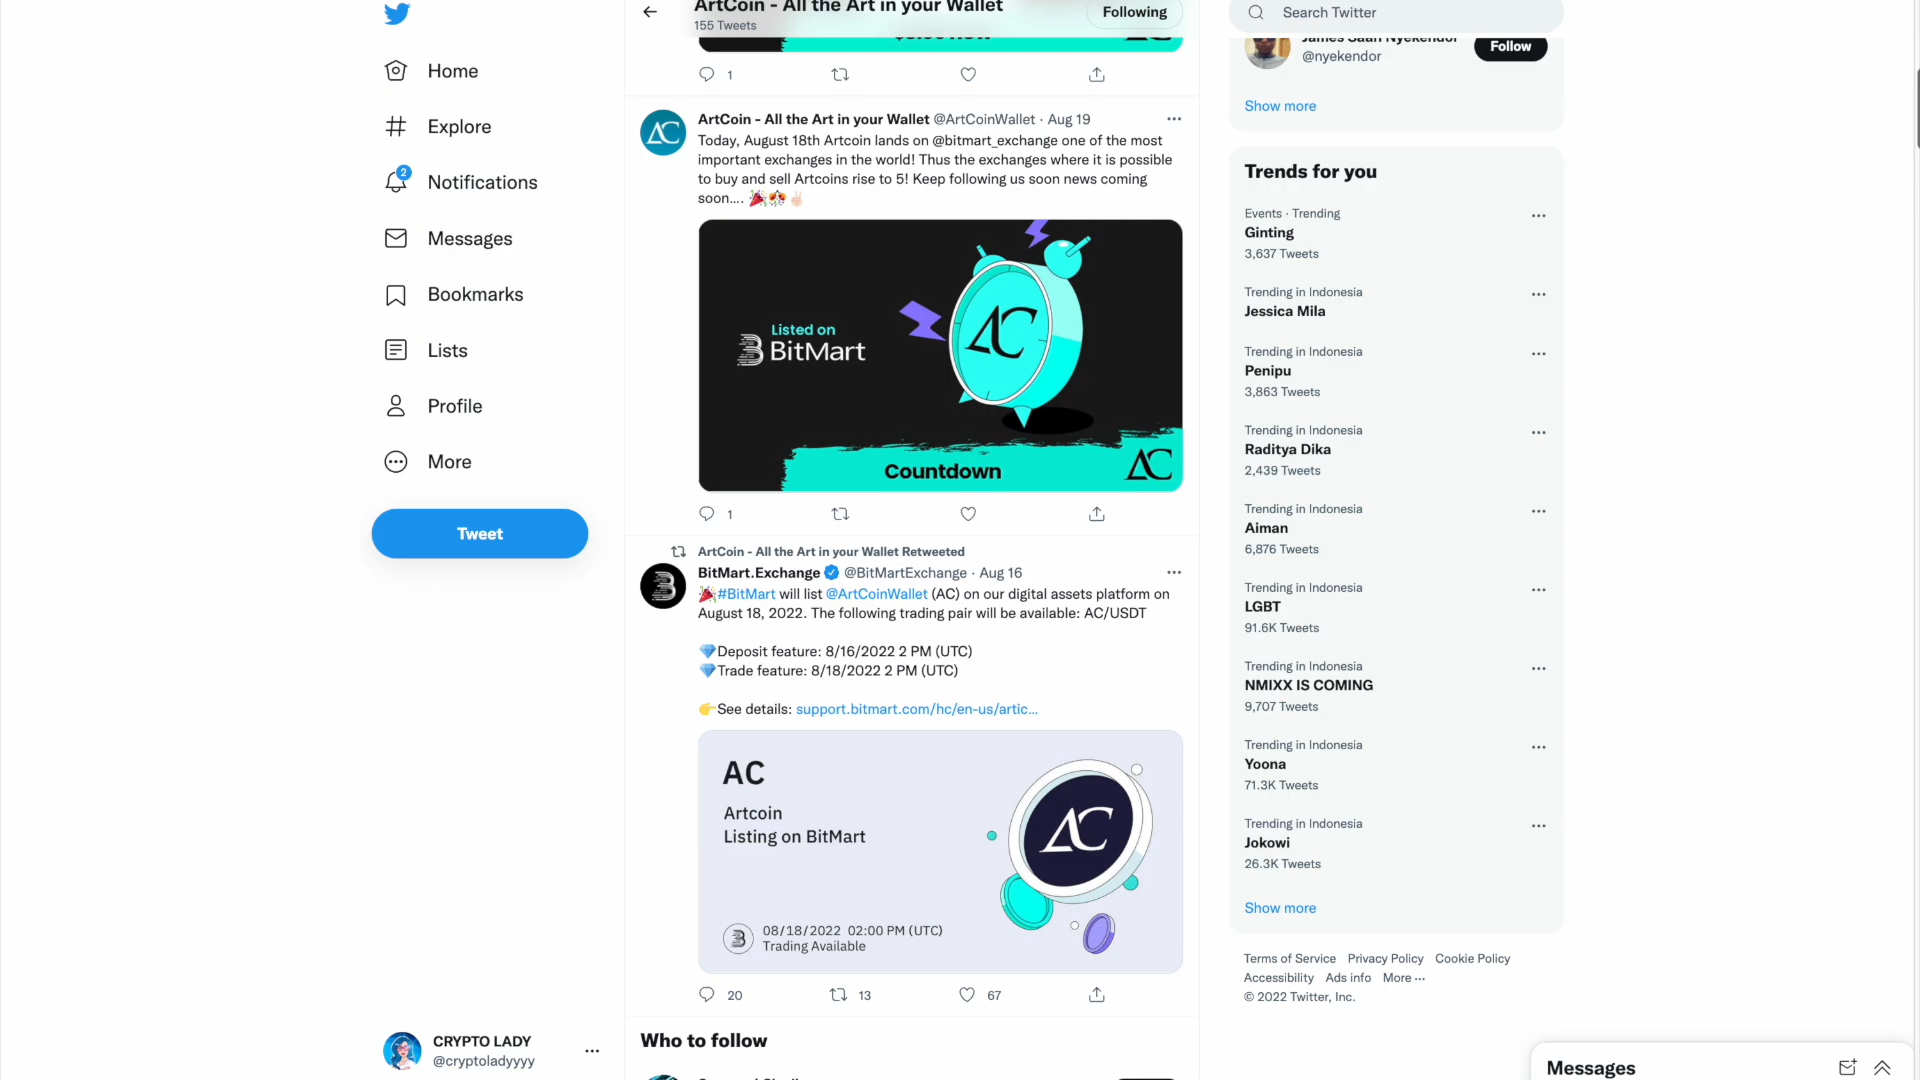 Home
Explore
2
Notifications
Messages
Bookmarks
Lists
Profile
More
Tweet
CRYPTO LADY
@cryptoladyyyy
ArtCoin - All the Art in your Wallet
155 Tweets
Following
1
ArtCoin - All the Art in your Wallet @ArtCoinWallet · Aug 19
Today, August 18th Artcoin lands on @bitmart_exchange one of the most
important exchanges in the world! Thus the exchanges where it is possible
to buy and sell Artcoins rise to 5! Keep following us soon news coming
soon.... 🎉🎊✌🏻
Listed on
BitMart
AC
Countdown
AC
1
ArtCoin - All the Art in your Wallet Retweeted
BitMart.Exchange @BitMartExchange · Aug 16
🎉#BitMart will list @ArtCoinWallet (AC) on our digital assets platform on
August 18, 2022. The following trading pair will be available: AC/USDT
💎Deposit feature: 8/16/2022 2 PM (UTC)
💎Trade feature: 8/18/2022 2 PM (UTC)
👉See details: support.bitmart.com/hc/en-us/artic...
AC
Artcoin
Listing on BitMart
AC
08/18/2022 02:00 PM (UTC)
Trading Available
20
13
67
Who to follow
Search Twitter
@nyekendor
Follow
Show more
Trends for you
Events · Trending
Ginting
3,637 Tweets
Trending in Indonesia
Jessica Mila
Trending in Indonesia
Penipu
3,863 Tweets
Trending in Indonesia
Raditya Dika
2,439 Tweets
Trending in Indonesia
Aiman
6,876 Tweets
Trending in Indonesia
LGBT
91.6K Tweets
Trending in Indonesia
NMIXX IS COMING
9,707 Tweets
Trending in Indonesia
Yoona
71.3K Tweets
Trending in Indonesia
Jokowi
26.3K Tweets
Show more
Terms of Service Privacy Policy Cookie Policy
Accessibility Ads info More ···
© 2022 Twitter, Inc.
Messages